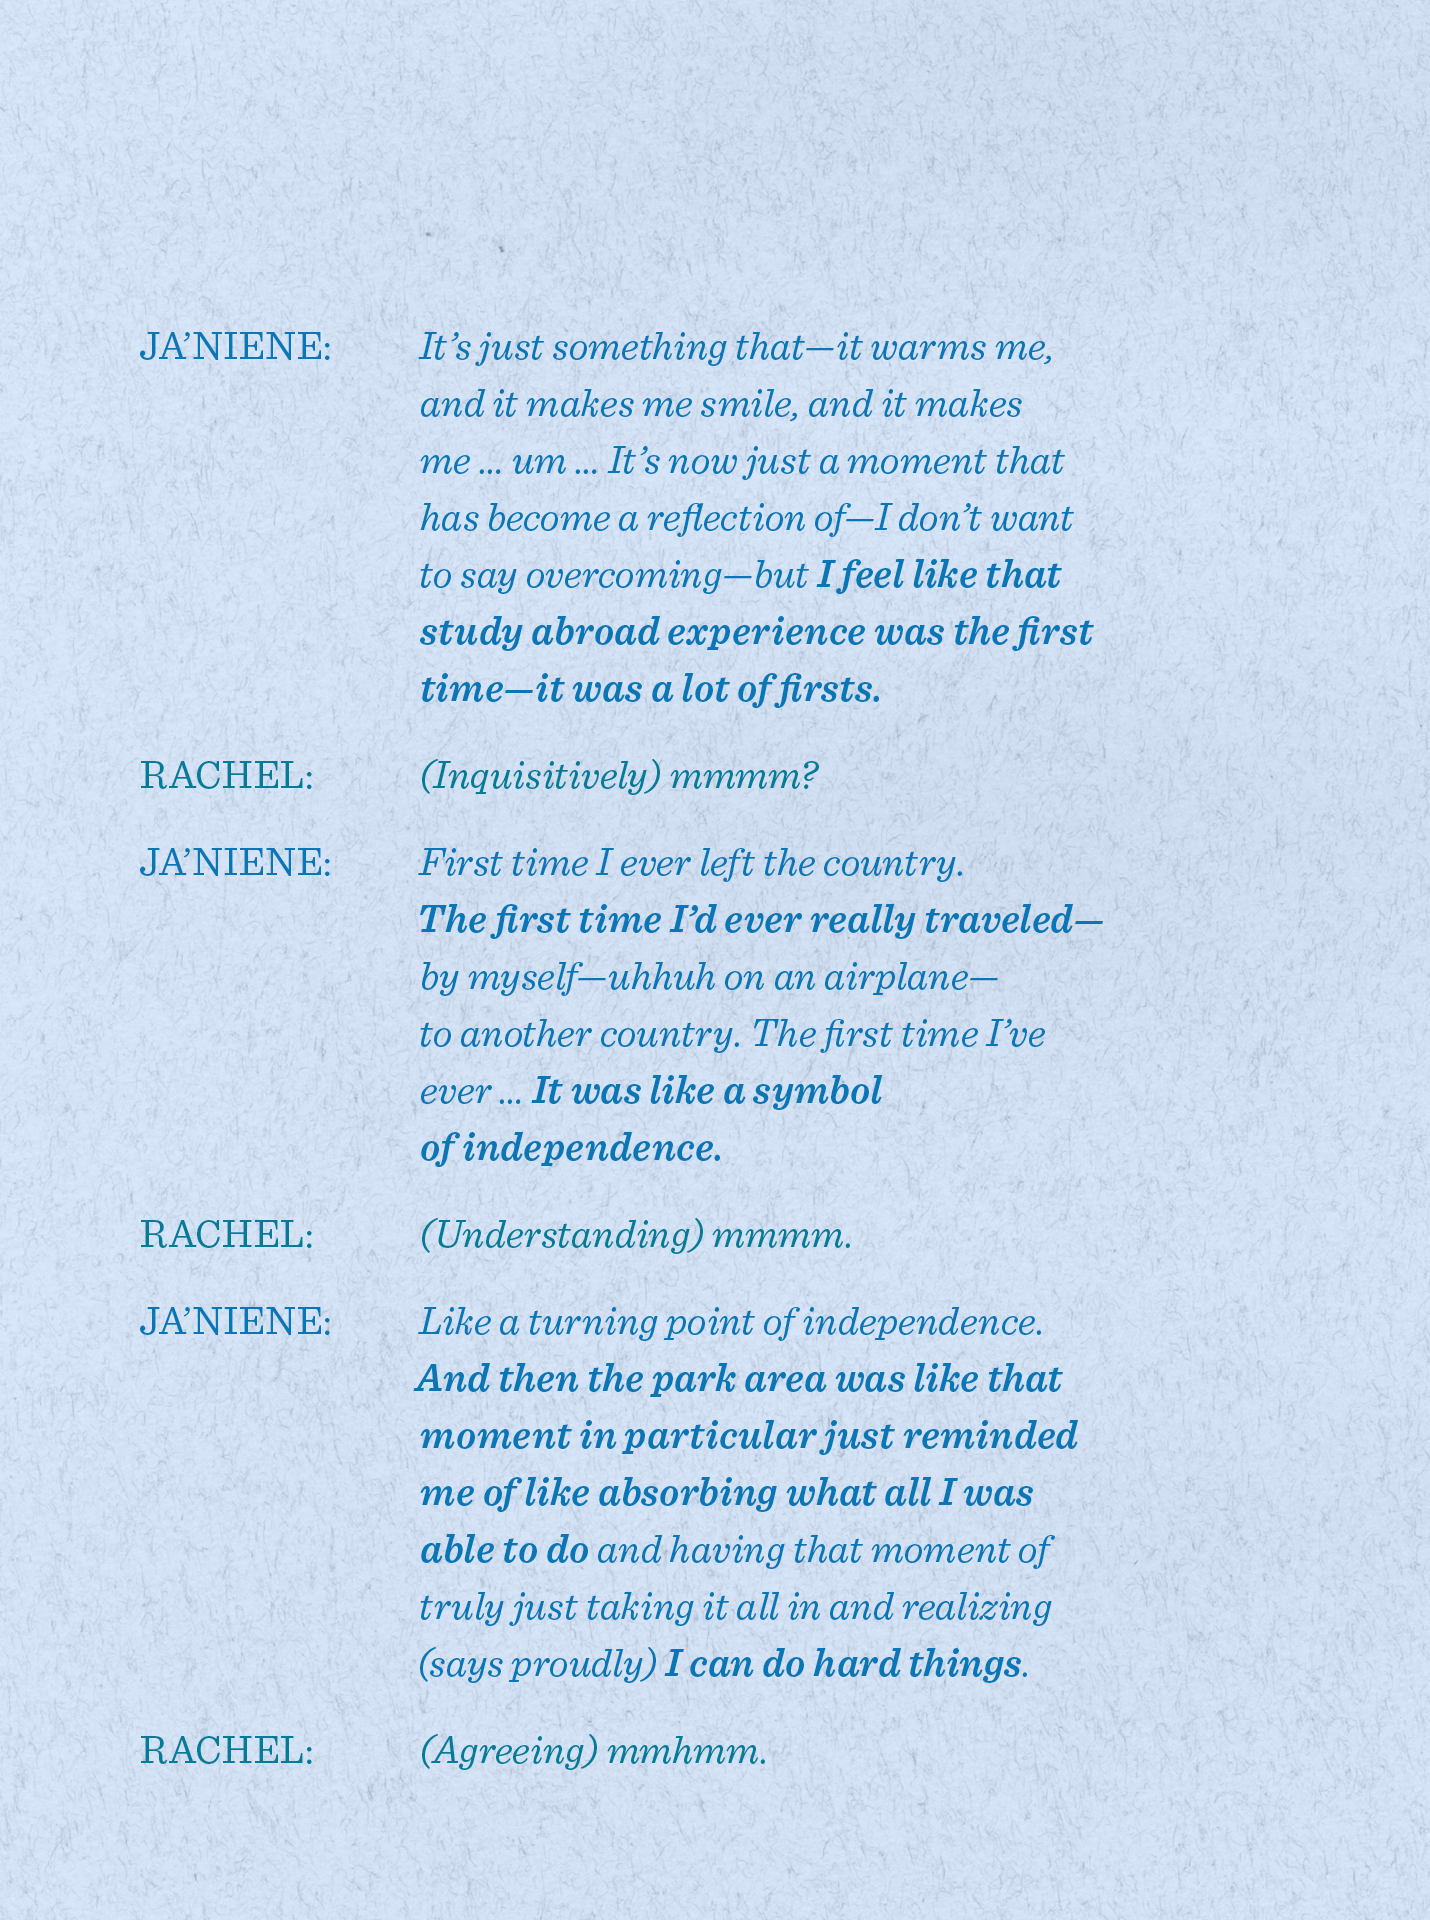 JA’NIENE: It’s just something that—it warms me,
and it makes me smile, and it makes
me ... um ... It’s now just a moment that
has become a reflection of—I don’t want
to say overcoming—but I feel like that
study abroad experience was the first
time—it was a lot of firsts.
RACHEL: (Inquisitively) mmmm?
JA’NIENE: First time I ever left the country.
The first time I’d ever really traveled—
by myself—uhhuh on an airplane—
to another country. The first time I’ve
ever ... It was like a symbol
of independence.
RACHEL: (Understanding) mmmm.
JA’NIENE: Like a turning point of independence.
And then the park area was like that
moment in particular just reminded
me of like absorbing what all I was
able to do and having that moment of
truly just taking it all in and realizing
(says proudly) I can do hard things.
RACHEL: (Agreeing) mmhmm.